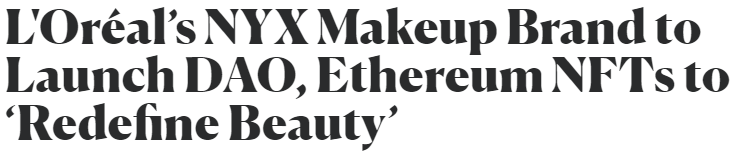 L'Oréal’s NYX Makeup Brand to
Launch DAO, Ethereum NFTs to
‘Redefine Beauty’